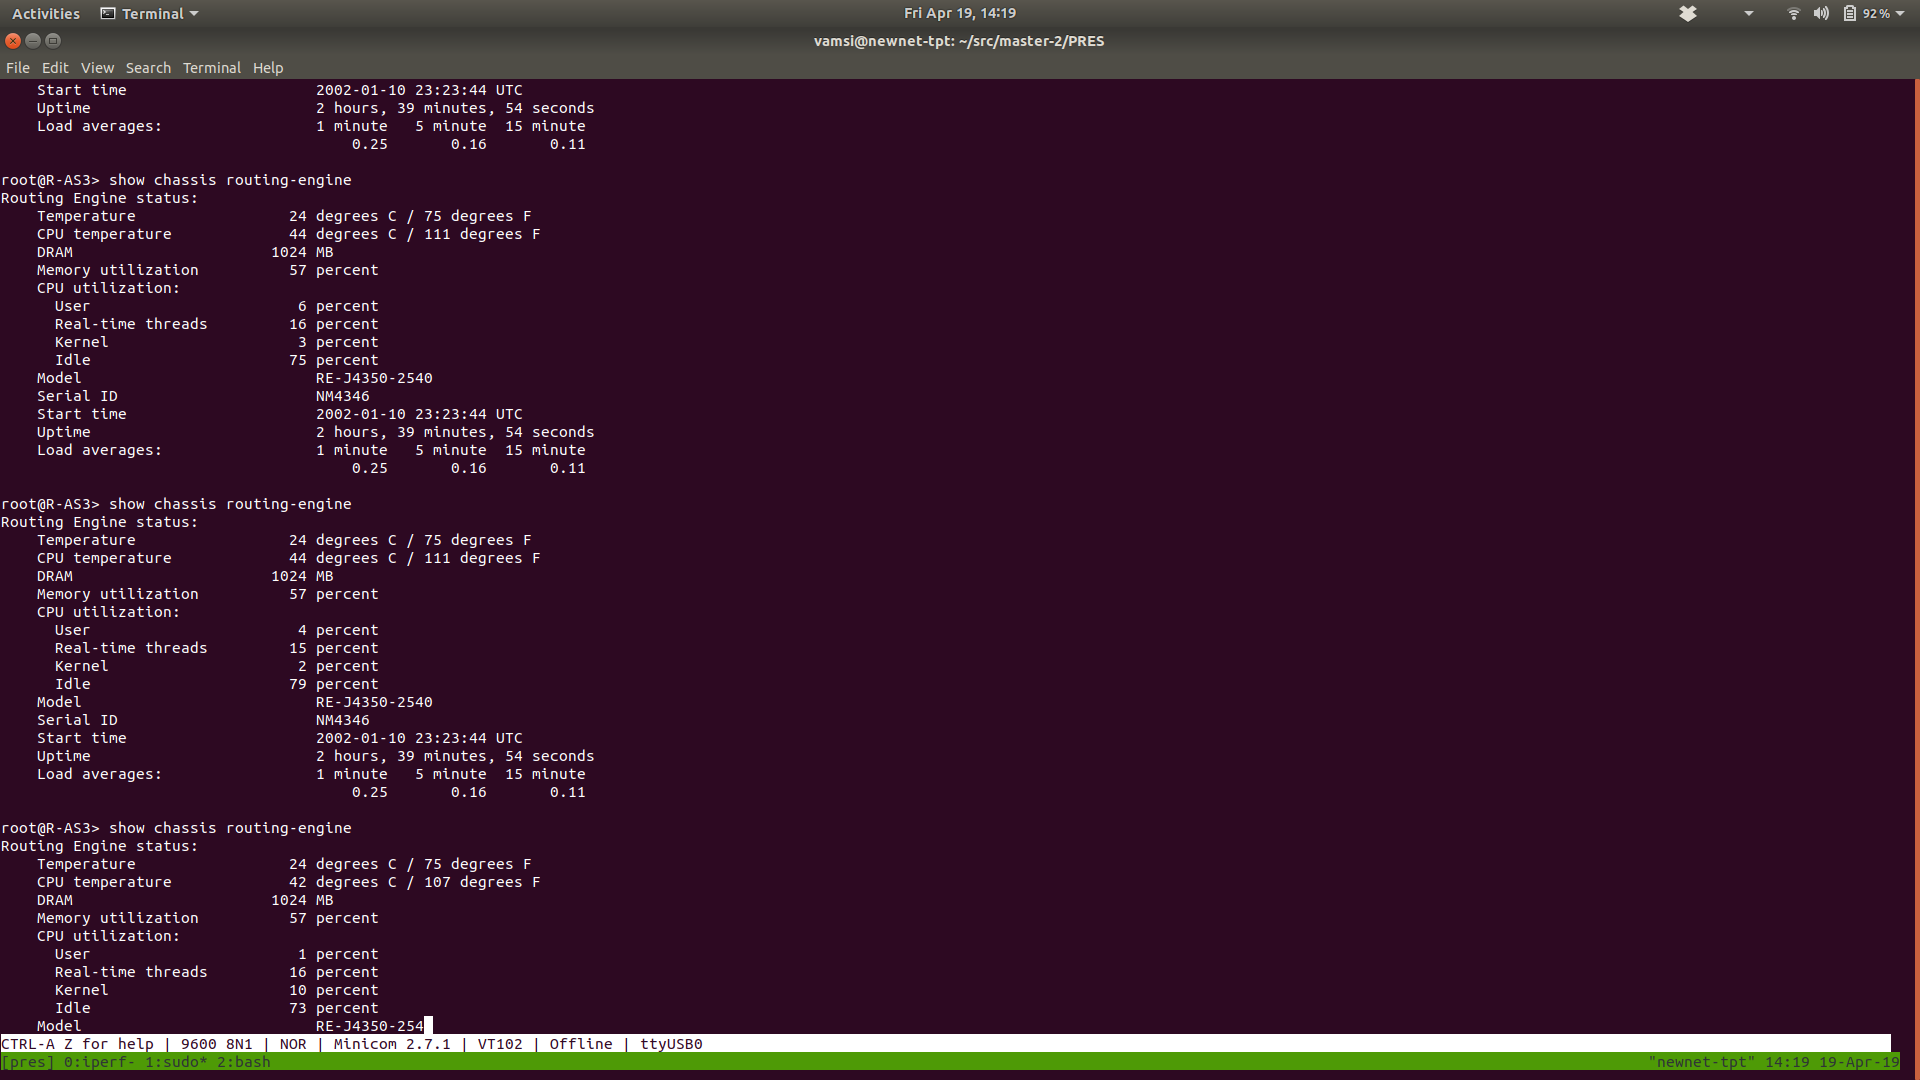 Activities Terminal Fri Apr 19, 14:19 92 %
vamsi@newnet-tpt: ~/src/master-2/PRES
File Edit View Search Terminal Help
    Start time                     2002-01-10 23:23:44 UTC
    Uptime                         2 hours, 39 minutes, 54 seconds
    Load averages:                 1 minute   5 minute  15 minute
                                       0.25       0.16       0.11
root@R-AS3> show chassis routing-engine
Routing Engine status:
    Temperature                 24 degrees C / 75 degrees F
    CPU temperature             44 degrees C / 111 degrees F
    DRAM                      1024 MB
    Memory utilization          57 percent
    CPU utilization:
      User                       6 percent
      Real-time threads         16 percent
      Kernel                     3 percent
      Idle                      75 percent
    Model                          RE-J4350-2540
    Serial ID                      NM4346
    Start time                     2002-01-10 23:23:44 UTC
    Uptime                         2 hours, 39 minutes, 54 seconds
    Load averages:                 1 minute   5 minute  15 minute
                                       0.25       0.16       0.11
root@R-AS3> show chassis routing-engine
Routing Engine status:
    Temperature                 24 degrees C / 75 degrees F
    CPU temperature             44 degrees C / 111 degrees F
    DRAM                      1024 MB
    Memory utilization          57 percent
    CPU utilization:
      User                       4 percent
      Real-time threads         15 percent
      Kernel                     2 percent
      Idle                      79 percent
    Model                          RE-J4350-2540
    Serial ID                      NM4346
    Start time                     2002-01-10 23:23:44 UTC
    Uptime                         2 hours, 39 minutes, 54 seconds
    Load averages:                 1 minute   5 minute  15 minute
                                       0.25       0.16       0.11
root@R-AS3> show chassis routing-engine
Routing Engine status:
    Temperature                 24 degrees C / 75 degrees F
    CPU temperature             42 degrees C / 107 degrees F
    DRAM                      1024 MB
    Memory utilization          57 percent
    CPU utilization:
      User                       1 percent
      Real-time threads         16 percent
      Kernel                    10 percent
      Idle                      73 percent
    Model                          RE-J4350-254
CTRL-A Z for help | 9600 8N1 | NOR | Minicom 2.7.1 | VT102 | Offline | ttyUSB0
[pres] 0:iperf- 1:sudo* 2:bash "newnet-tpt" 14:19 19-Apr-19